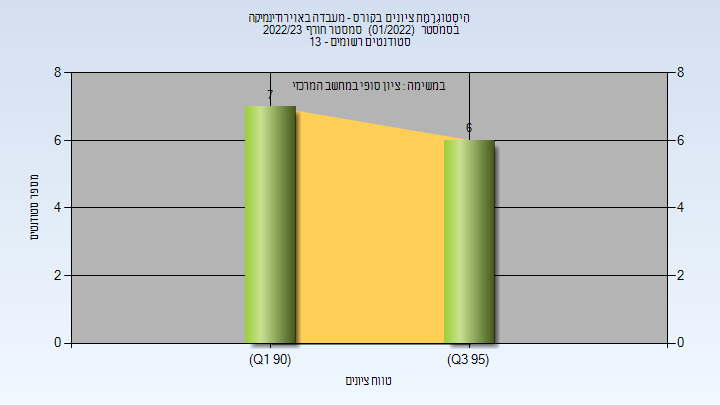 היסטוגרמת ציונים בקורס - מעבדה באוירודינמיקה
בסמסטר (01/2022) סמסטר חורף 2022/23
סטודנטים רשומים - 13
במשימה : ציון סופי במחשב המרכזי
8
6
4
2
0
8
6
4
2
0
7
6
מספר סטודנטים
(Q1 90)
(Q3 95)
טווח ציונים